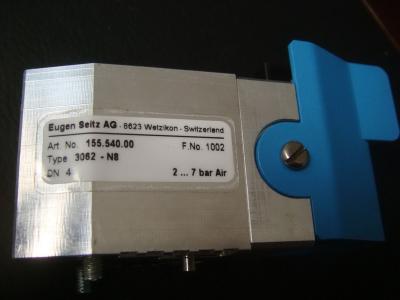 Eugen Seitz AG - 8623 Wetzikon - Switzerland
Art. No. 155.540.00 F.No. 1002
Type 3062 - N8
DN 4 2 ... 7 bar Air